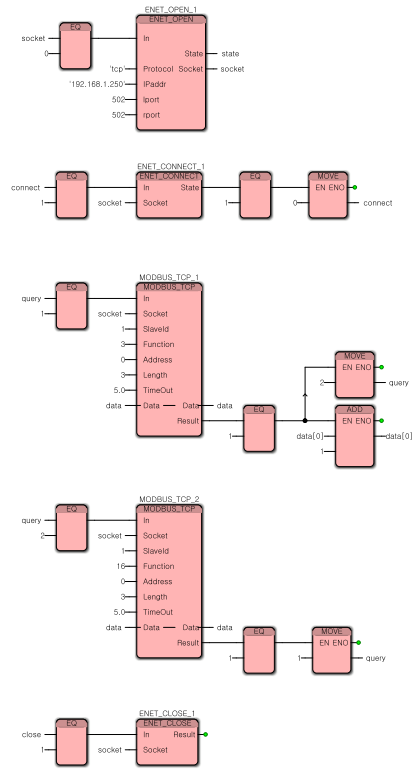 ENET_OPEN_1
EQ ENET_OPEN
socket In
0 State state
'tcp' Protocol Socket socket
'192.168.1.250' IPaddr
502 lport
502 rport
ENET_CONNECT_1
EQ ENET_CONNECT EQ MOVE
connect In State EN ENO
1 socket Socket 1 0 connect
MODBUS_TCP_1
EQ MODBUS_TCP
query In
1 socket Socket
1 SlaveId
3 Function
0 Address
3 Length
5.0 TimeOut
data Data Data data
Result
EQ
1
MOVE
EN ENO
2 query
ADD
EN ENO
data[0] data[0]
1
MODBUS_TCP_2
EQ MODBUS_TCP
query In
2 socket Socket
1 SlaveId
16 Function
0 Address
3 Length
5.0 TimeOut
data Data Data data
EQ MOVE
Result EN ENO
1 1 query
ENET_CLOSE_1
EQ ENET_CLOSE
close In Result
1 socket Socket